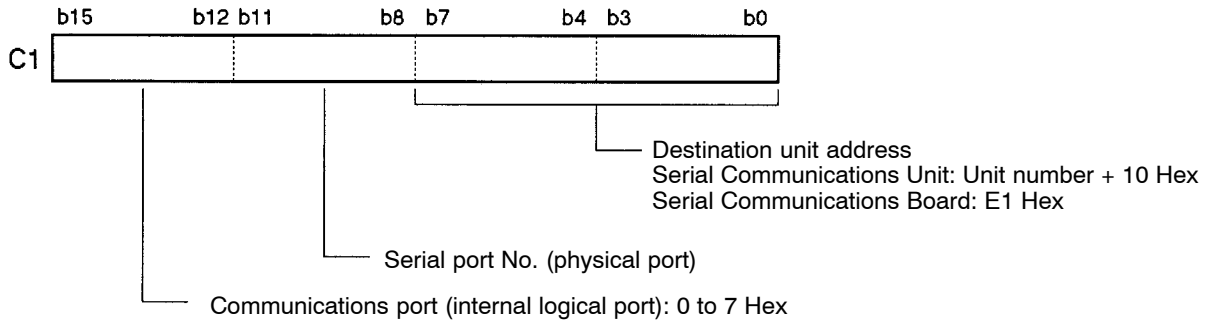 b15 b12 b11 b8 b7 b4 b3 b0
C1
Destination unit address
Serial Communications Unit: Unit number + 10 Hex
Serial Communications Board: E1 Hex
Serial port No. (physical port)
Communications port (internal logical port): 0 to 7 Hex